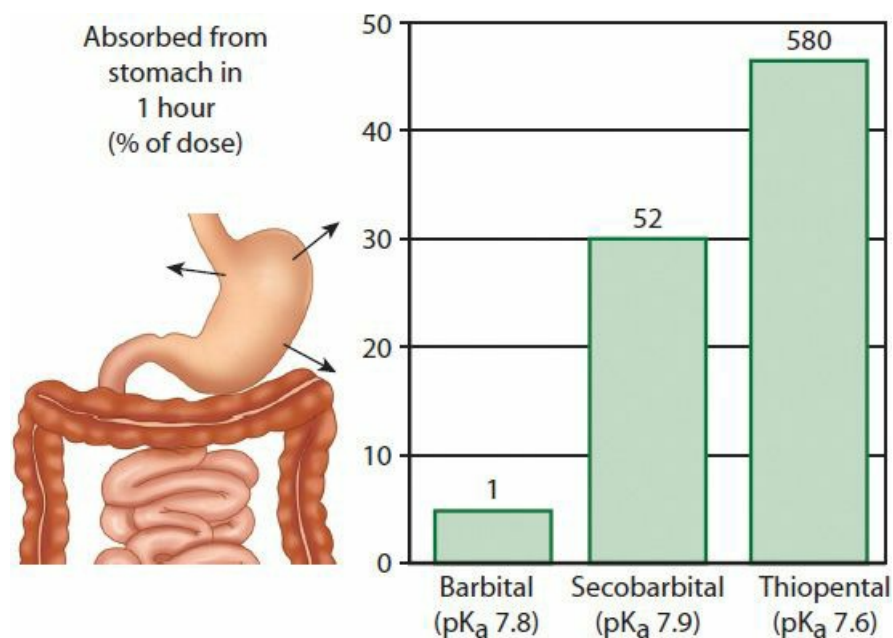 Absorbed from
stomach in
1 hour
(% of dose)
50
40
30
20
10
0
1
52
580
Barbital
(pKa 7.8)
Secobarbital
(pKa 7.9)
Thiopental
(pKa 7.6)